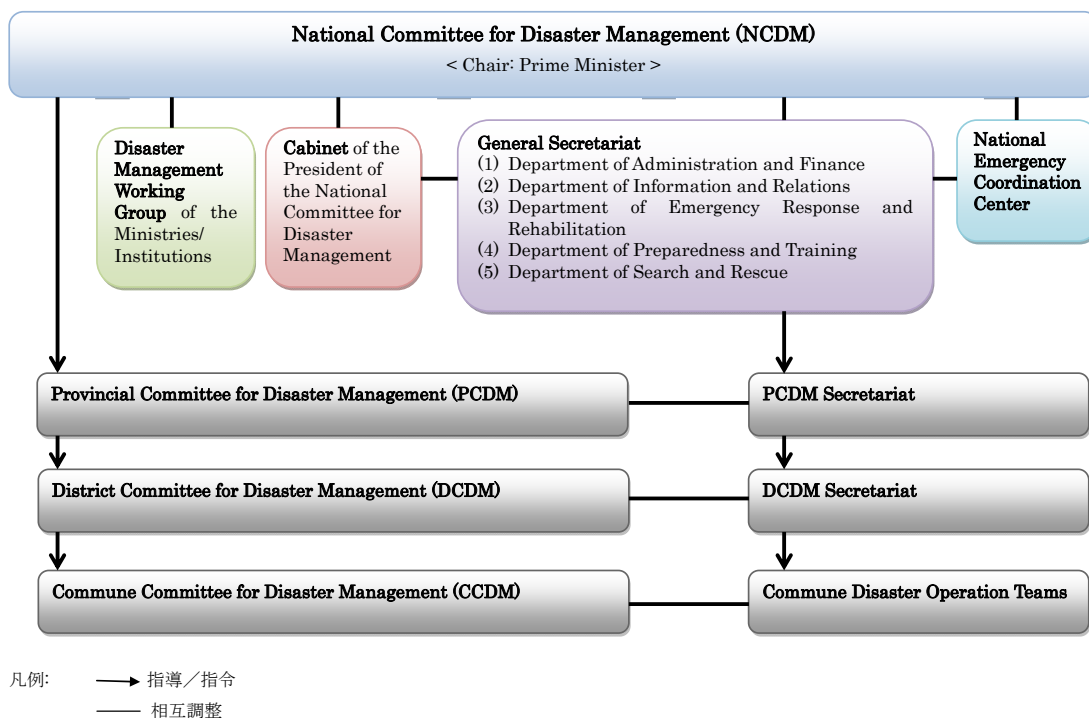 National Committee for Disaster Management (NCDM)
< Chair: Prime Minister >
Disaster
Management
Working
Group of the
Ministries/
Institutions
Cabinet of the
President of
the National
Committee for
Disaster
Management
General Secretariat
(1) Department of Administration and Finance
(2) Department of Information and Relations
(3) Department of Emergency Response and
Rehabilitation
(4) Department of Preparedness and Training
(5) Department of Search and Rescue
National
Emergency
Coordination
Center
Provincial Committee for Disaster Management (PCDM)
PCDM Secretariat
District Committee for Disaster Management (DCDM)
DCDM Secretariat
Commune Committee for Disaster Management (CCDM)
Commune Disaster Operation Teams
凡例:
指導／指令
相互調整